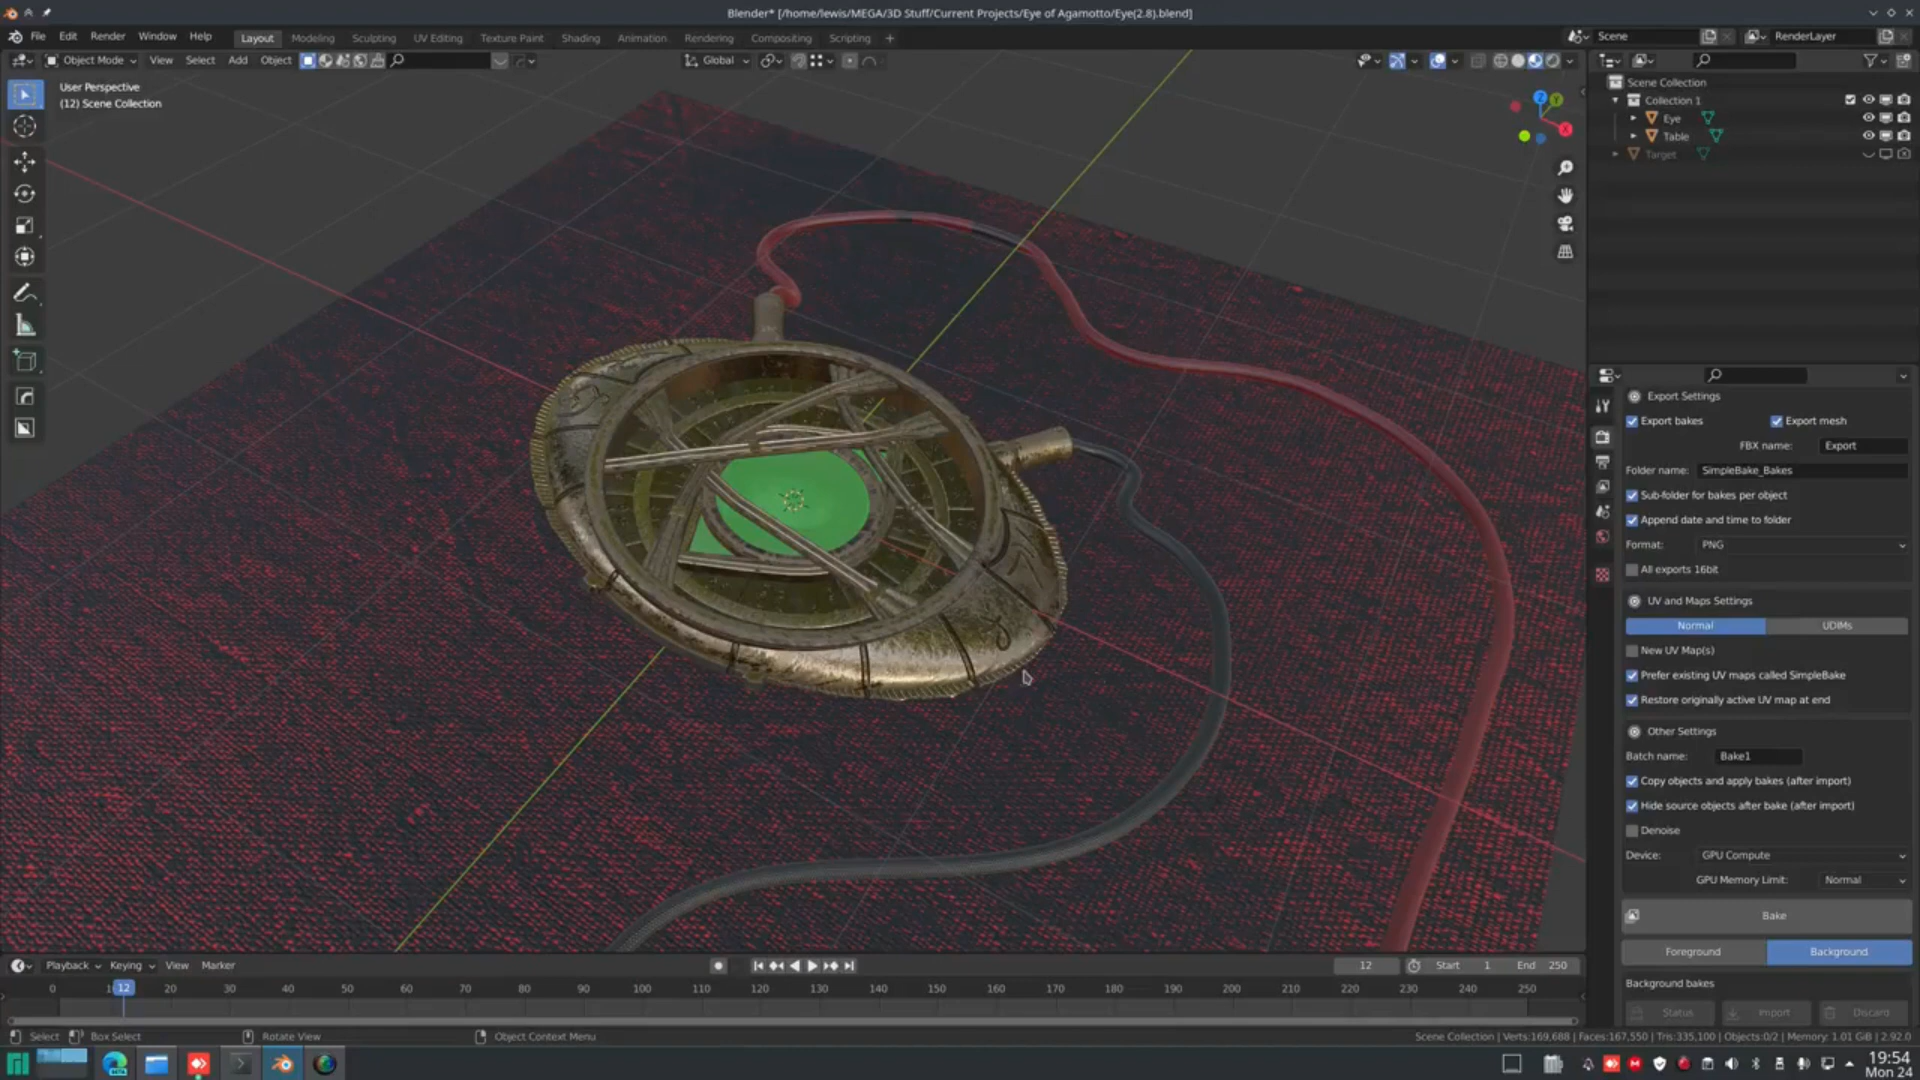 Blender* [/home/lewis/MEGA/3D Stuff/Current Projects/Eye of Agamotto/Eye(2.8).blend]
File Edit Render Window Help Layout Modeling Sculpting UV Editing Texture Paint Shading Animation Rendering Compositing Scripting + Scene RenderLayer
Object Mode View Select Add Object Global
User Perspective
(12) Scene Collection
Z Y X
Scene Collection
Collection 1
Eye
Table
Target
Export Settings
Export bakes Export mesh
FBX name: Export
Folder name: SimpleBake_Bakes
Sub-folder for bakes per object
Append date and time to folder
Format: PNG
All exports 16bit
UV and Maps Settings
Normal UDIMs
New UV Map(s)
Prefer existing UV maps called SimpleBake
Restore originally active UV map at end
Other Settings
Batch name: Bake1
Copy objects and apply bakes (after import)
Hide source objects after bake (after import)
Denoise
Device: GPU Compute
GPU Memory Limit: Normal
Bake
Foreground Background
Background bakes
Status Import Discard
Playback Keying View Marker 12 Start 1 End 250
0 12 20 30 40 50 60 70 80 90 100 110 120 130 140 150 160 170 180 190 200 210 220 230 240 250
Select Box Select Rotate View Object Context Menu Scene Collection | Verts:169,688 | Faces:167,550 | Tris:335,100 | Objects:0/2 | Memory: 1.01 GiB | 2.92.0
19:54
Mon 24